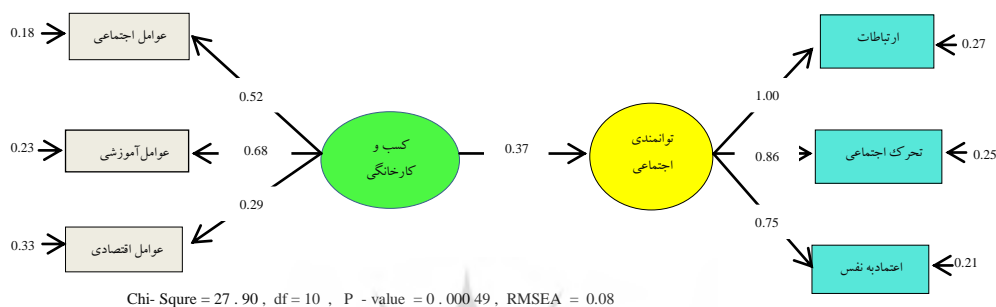 0.18
عوامل اجتماعی
ارتباطات
0.27
0.52
1.00
0.23
عوامل آموزشی
0.68
کسب و
کارخانگی
0.37
توانمندی
اجتماعی
0.86
تحرک اجتماعی
0.25
0.29
0.75
0.33
عوامل اقتصادی
اعتمادبه نفس
0.21
Chi- Squre = 27 . 90 , df = 10 , P - value = 0 . 000 49 , RMSEA = 0.08